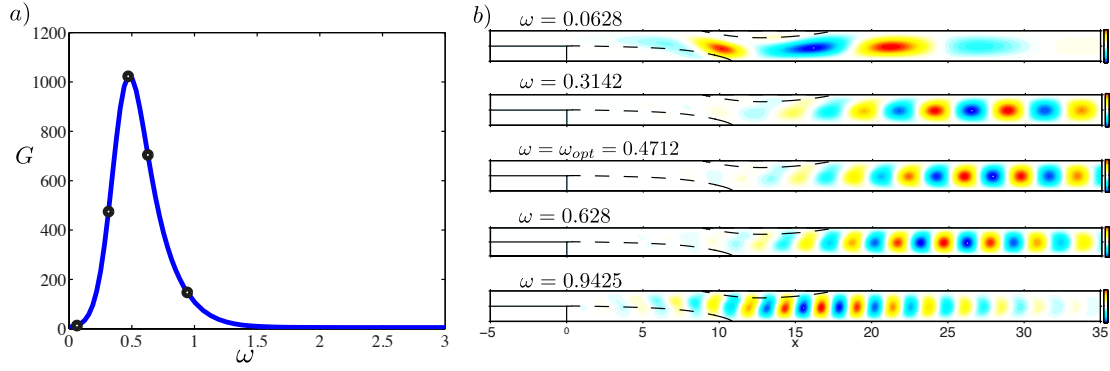 a)
1200
1000
800
G
600
400
200
0
0 0.5 1 1.5 2 2.5 3
ω
b)
ω = 0.0628
ω = 0.3142
ω = ω_opt = 0.4712
ω = 0.628
ω = 0.9425
−5 0 5 10 15 20 25 30 35
x